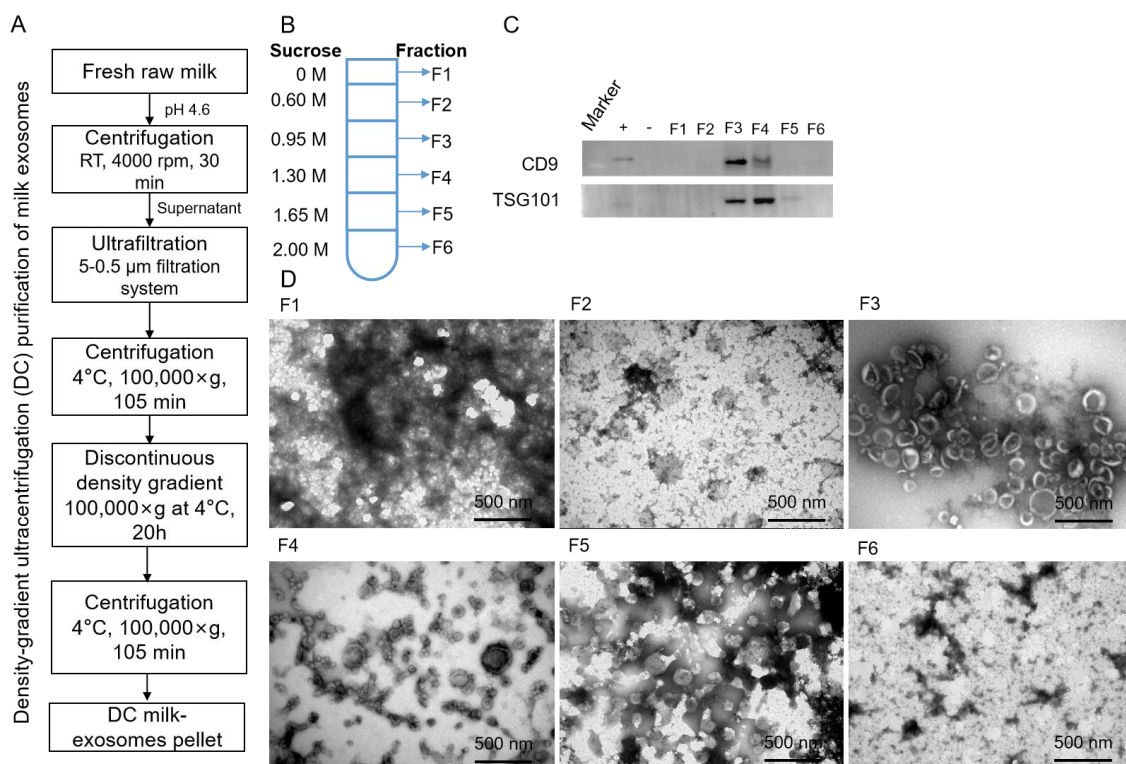 A
Density-gradient ultracentrifugation (DC) purification of milk exosomes
Fresh raw milk
pH 4.6
Centrifugation
RT, 4000 rpm, 30
min
Supernatant
Ultrafiltration
5-0.5 μm filtration
system
Centrifugation
4°C, 100,000×g,
105 min
Discontinuous
density gradient
100,000×g at 4°C,
20h
Centrifugation
4°C, 100,000×g,
105 min
DC milk-
exosomes pellet
B
Sucrose Fraction
0 M F1
0.60 M F2
0.95 M F3
1.30 M F4
1.65 M F5
2.00 M F6
C
Marker + - F1 F2 F3 F4 F5 F6
CD9
TSG101
D
F1 F2 F3
500 nm 500 nm 500 nm
F4 F5 F6
500 nm 500 nm 500 nm